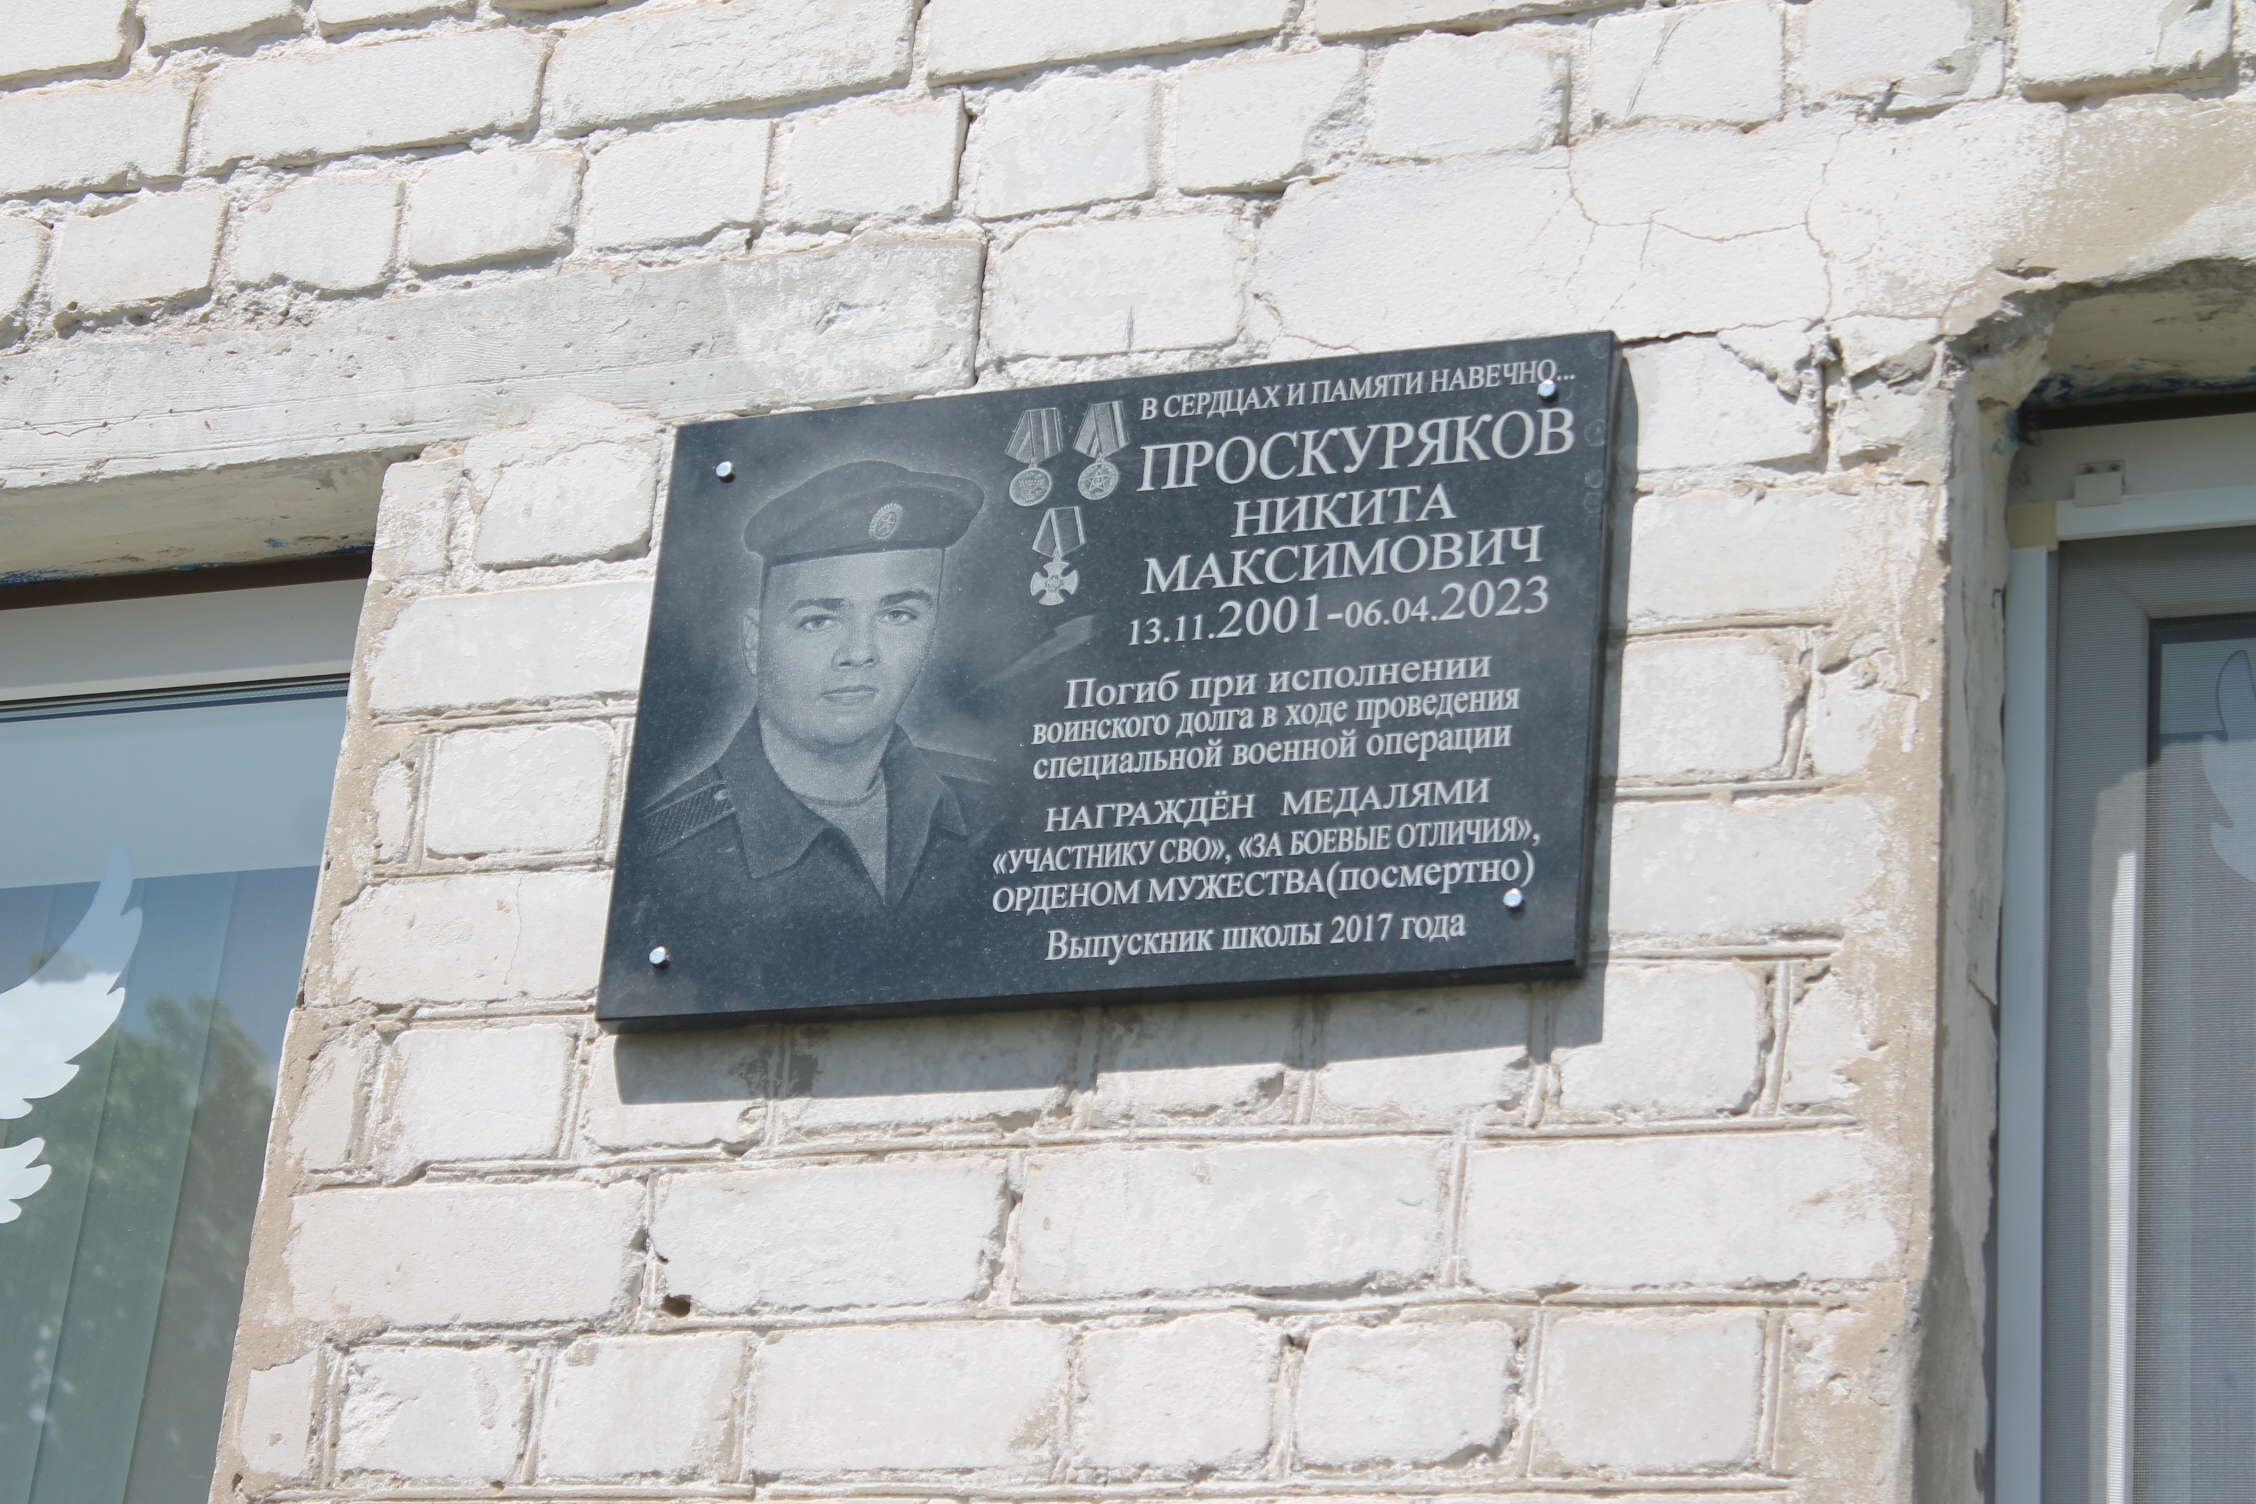 В СЕРДЦАХ И ПАМЯТИ НАВЕЧНО...
ПРОСКУРЯКОВ
НИКИТА
МАКСИМОВИЧ
13.11.2001-06.04.2023
Погиб при исполнении
воинского долга в ходе проведения
специальной военной операции
НАГРАЖДЁН МЕДАЛЯМИ
«УЧАСТНИКУ СВО», «ЗА БОЕВЫЕ ОТЛИЧИЯ»,
ОРДЕНОМ МУЖЕСТВА(посмертно)
Выпускник школы 2017 года